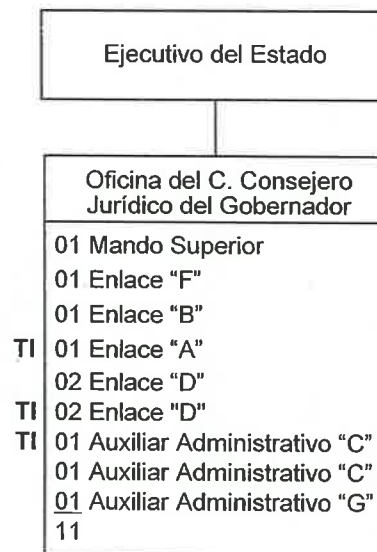 Ejecutivo del Estado
Oficina del C. Consejero
Jurídico del Gobernador
01 Mando Superior
01 Enlace “F”
01 Enlace “B”
TI 01 Enlace “A”
02 Enlace “D”
TI 02 Enlace "D"
TI 01 Auxiliar Administrativo “C”
01 Auxiliar Administrativo “C”
01 Auxiliar Administrativo “G”
11